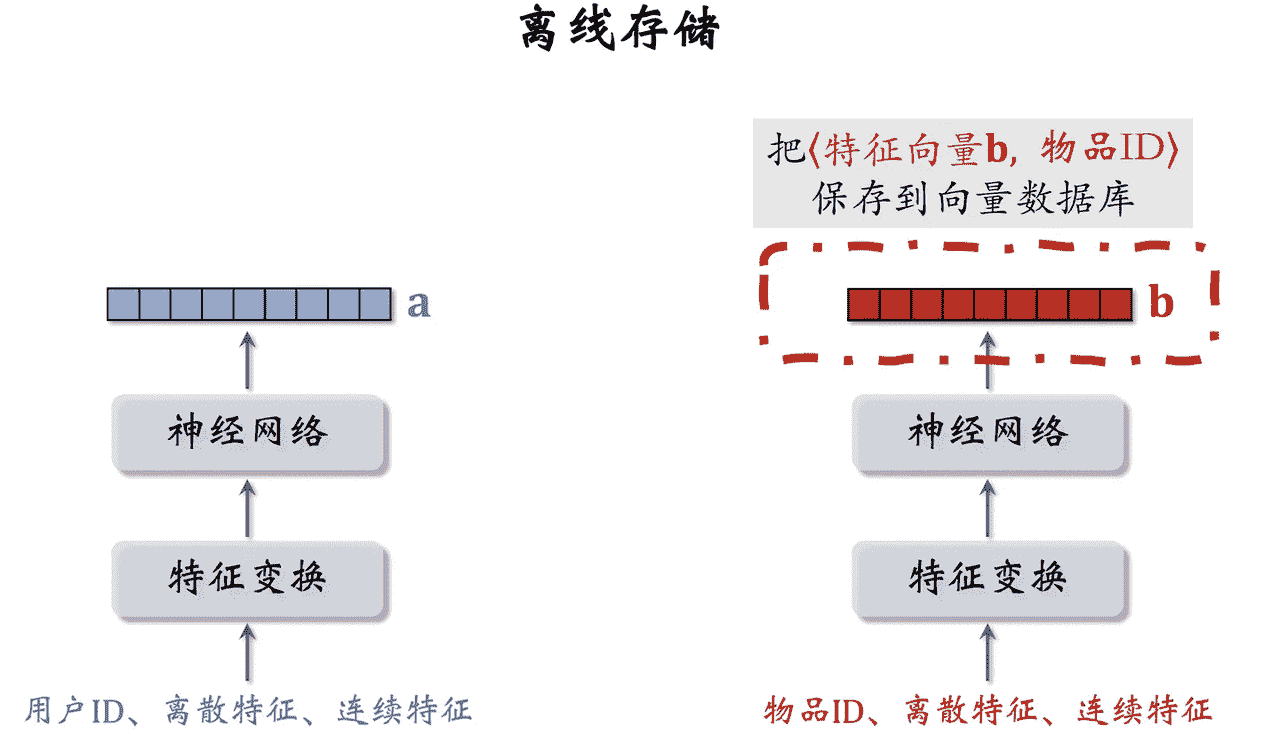 离线存储
把⟨特征向量b, 物品ID⟩
保存到向量数据库
a
b
神经网络
神经网络
特征变换
特征变换
用户ID、离散特征、连续特征
物品ID、离散特征、连续特征